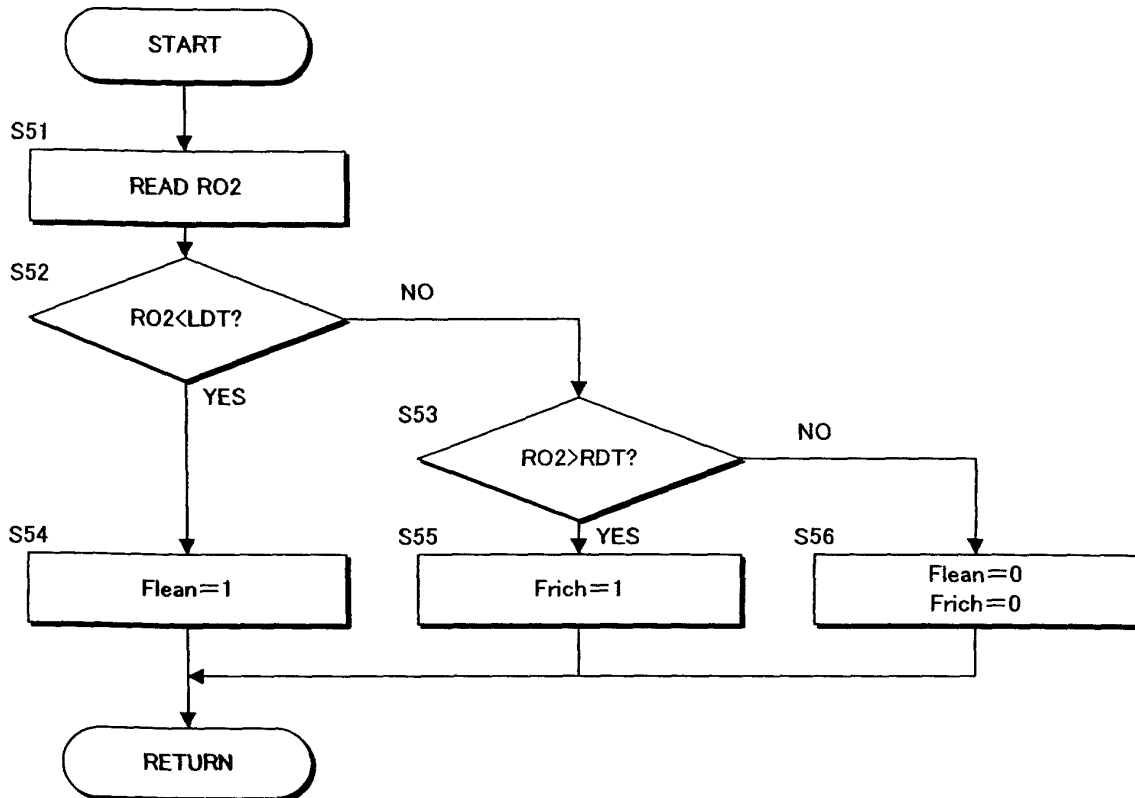 START
S51
READ RO2
S52
RO2<LDT?
NO
YES
S53
RO2>RDT?
NO
YES
S54
Flean=1
S55
Frich=1
S56
Flean=0
Frich=0
RETURN